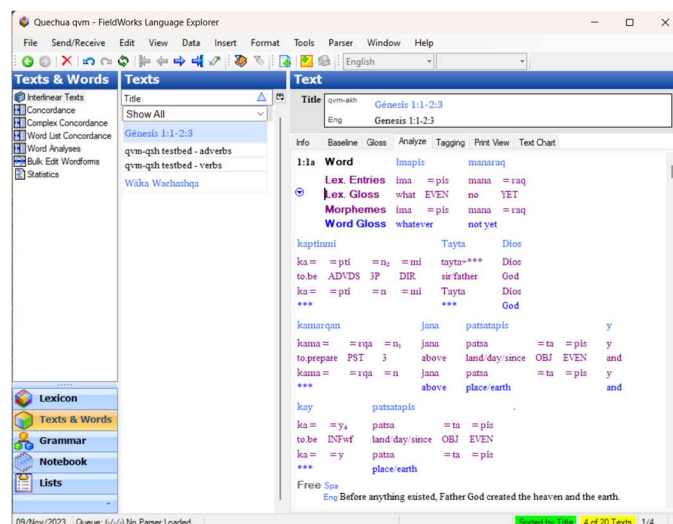 Quechua qvm - FieldWorks Language Explorer
File Send/Receive Edit View Data Insert Format Tools Parser Window Help
English
Texts & Words
Interlinear Texts
Concordance
Complex Concordance
Word List Concordance
Word Analyses
Bulk Edit Wordforms
Statistics
Lexicon
Texts & Words
Grammar
Notebook
Lists
Texts
Title
Show All
Génesis 1:1-2:3
qvm-qxh testbed - adverbs
qvm-qxh testbed - verbs
Wäka Wachashqa
Text
Title qvm-akh Génesis 1:1-2:3
Eng Genesis 1:1-2:3
Info Baseline Gloss Analyze Tagging Print View Text Chart
1:1a Word Imapis manaraq
Lex. Entries ima =pis mana =raq
Lex. Gloss what EVEN no YET
Morphemes ima =pis mana =raq
Word Gloss whatever not yet
kaptinmi Tayta Dios
ka= =pti =n₂ =mi tayta+*** Dios
to.be ADVDS 3P DIR sir/father God
ka= =pti =n =mi Tayta Dios
*** *** God
kamarqan jana patsatapis y
kama= =rqa =n₁ jana patsa =ta =pis y
to.prepare PST 3 above land/day/since OBJ EVEN and
kama= =rqa =n jana patsa =ta =pis y
*** above place/earth and
kay patsatapis
ka= =y₄ patsa =ta =pis
to.be INFwf land/day/since OBJ EVEN
ka= =y patsa =ta =pis
*** place/earth
Free Spa
Eng Before anything existed, Father God created the heaven and the earth.
09/Nov/2023 Queue: (-/-/-) No Parser Loaded Sorted by Title 4 of 20 Texts 1/4